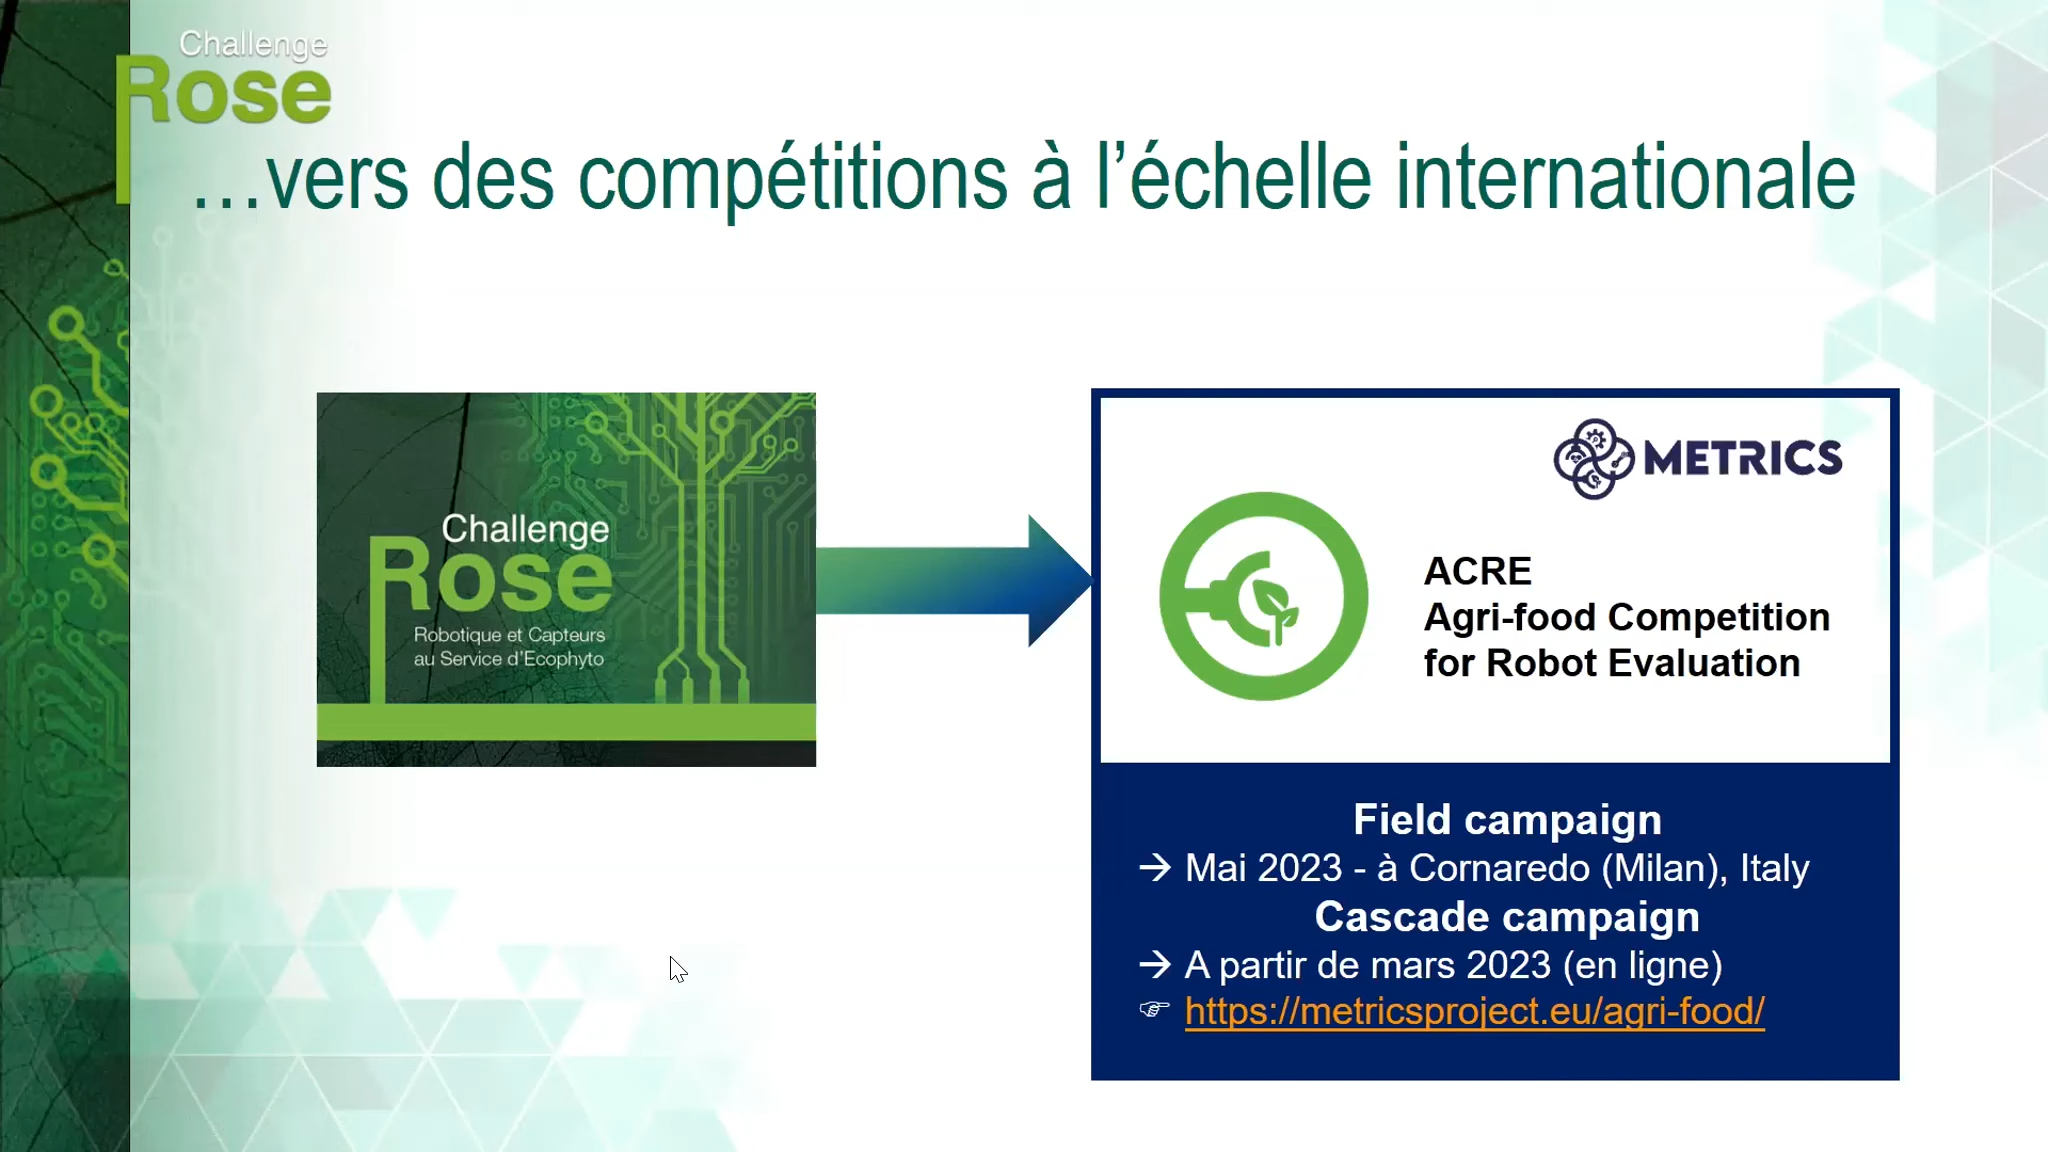 Challenge
Rose
…vers des compétitions à l’échelle internationale
Challenge
Rose
Robotique et Capteurs
au Service d’Ecophyto
METRICS
ACRE
Agri-food Competition
for Robot Evaluation
Field campaign
→ Mai 2023 - à Cornaredo (Milan), Italy
Cascade campaign
→ A partir de mars 2023 (en ligne)
☞ https://metricsproject.eu/agri-food/